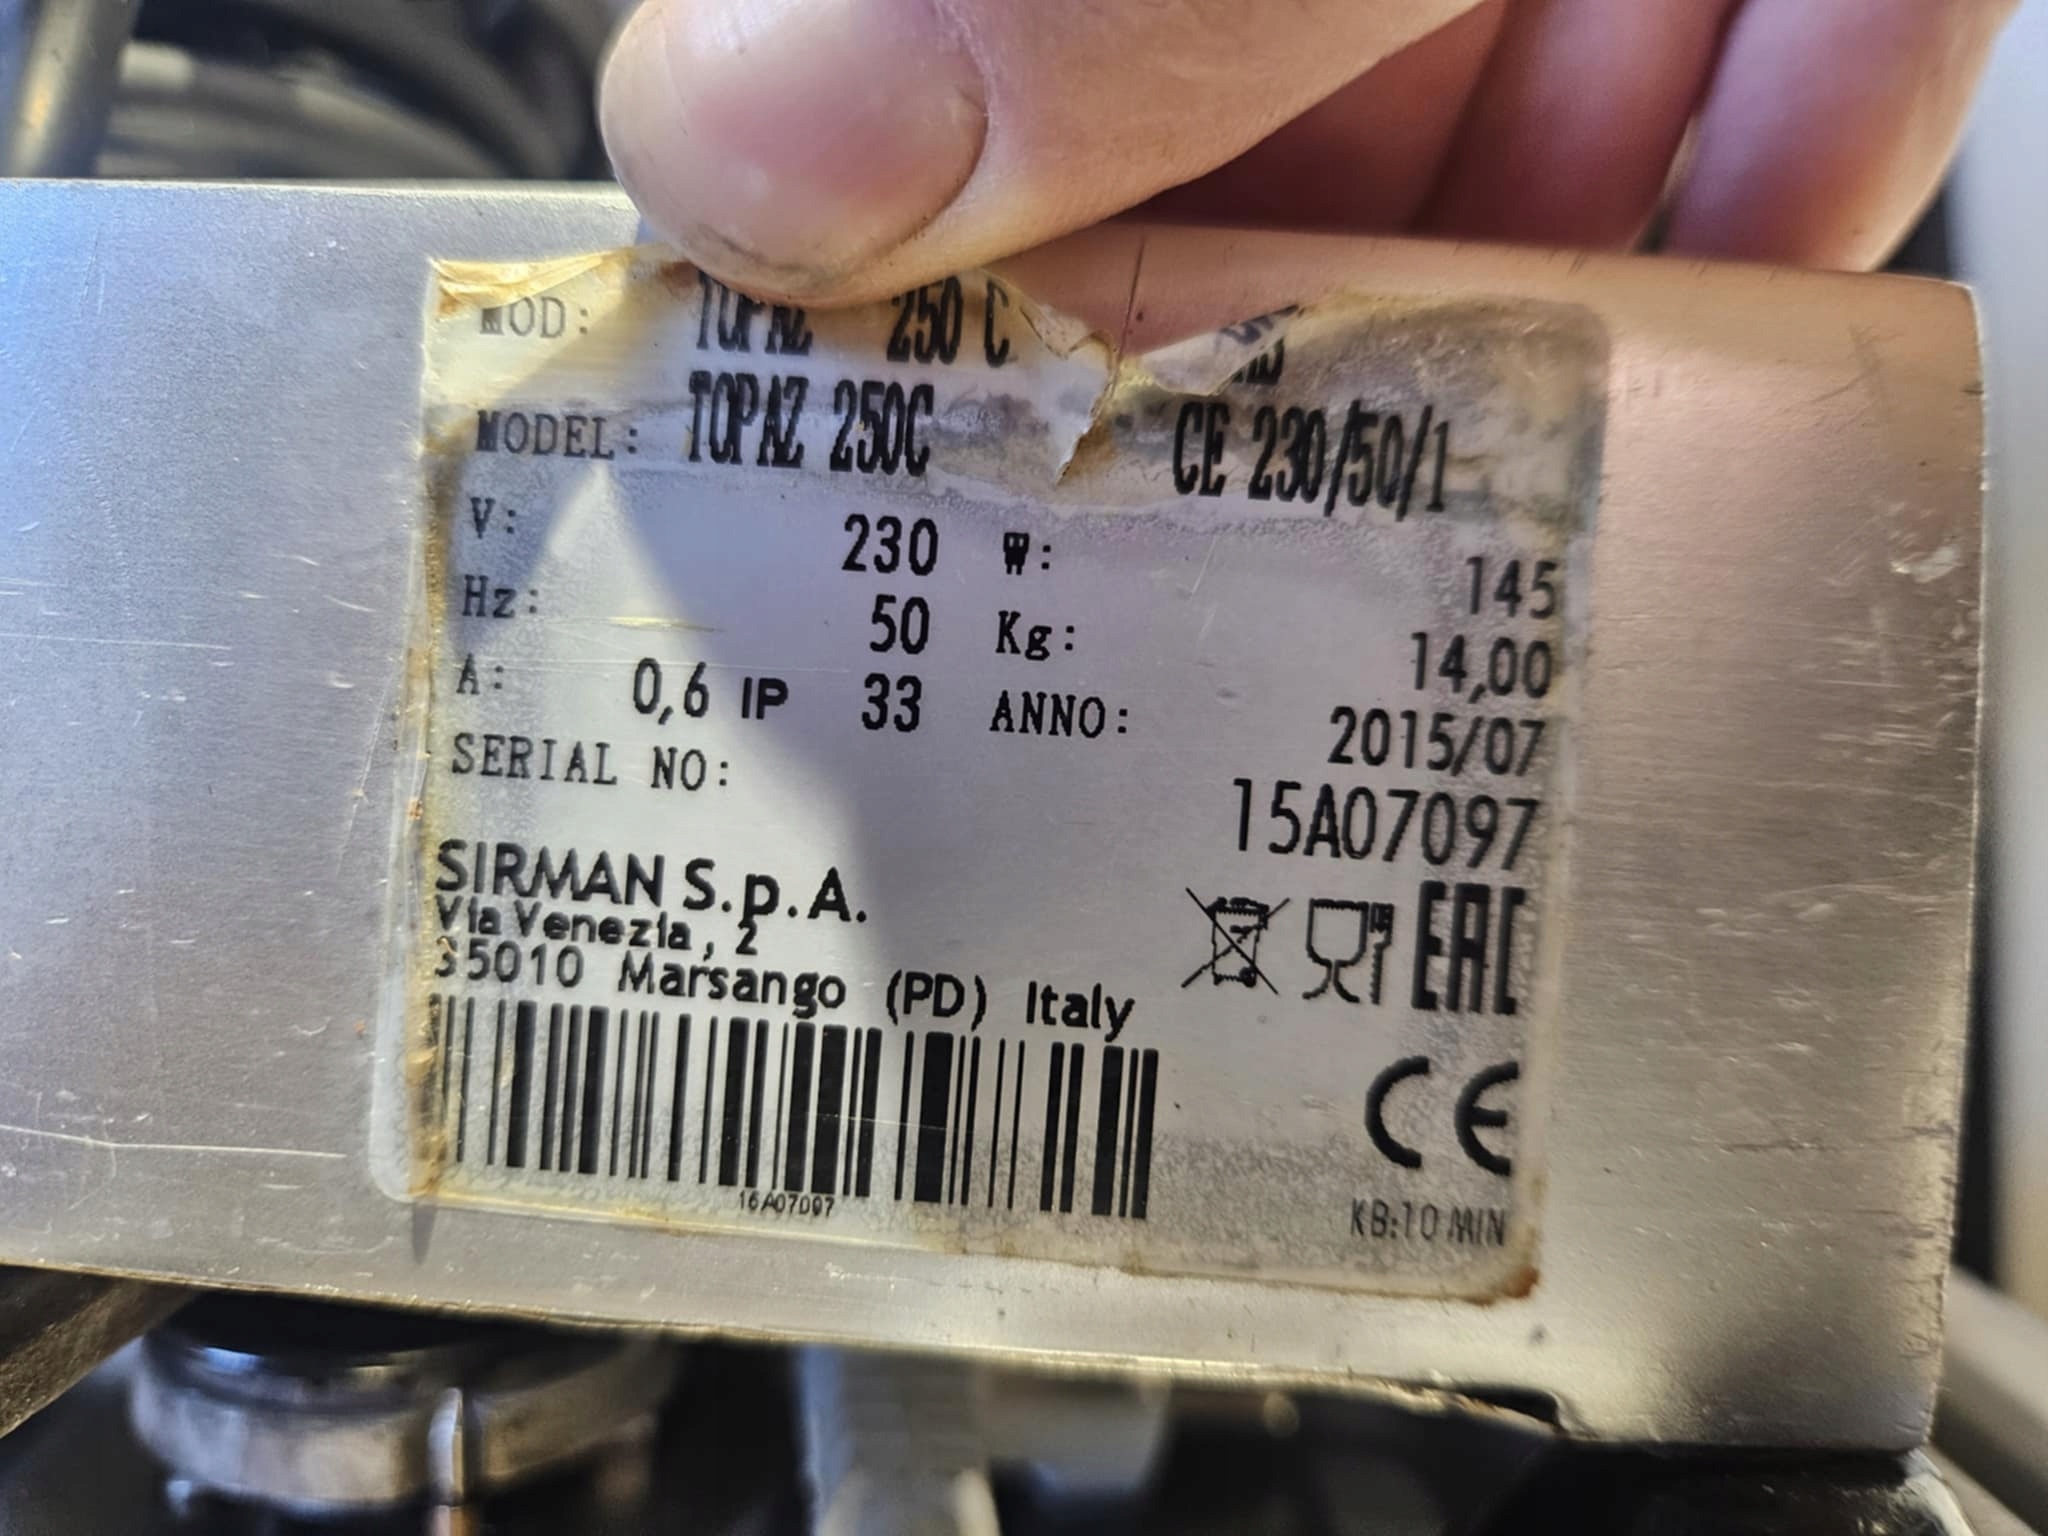 MOD: TOPAZ 250 C
MODEL: TOPAZ 250C CE 230/50/1
V: 230 W: 145
Hz: 50 Kg: 14,00
A: 0,6 IP 33 ANNO: 2015/07
SERIAL NO: 15A07097
SIRMAN S.p.A.
Via Venezia, 2
35010 Marsango (PD) Italy
EAC
CE
15A07097
KB:10 MIN